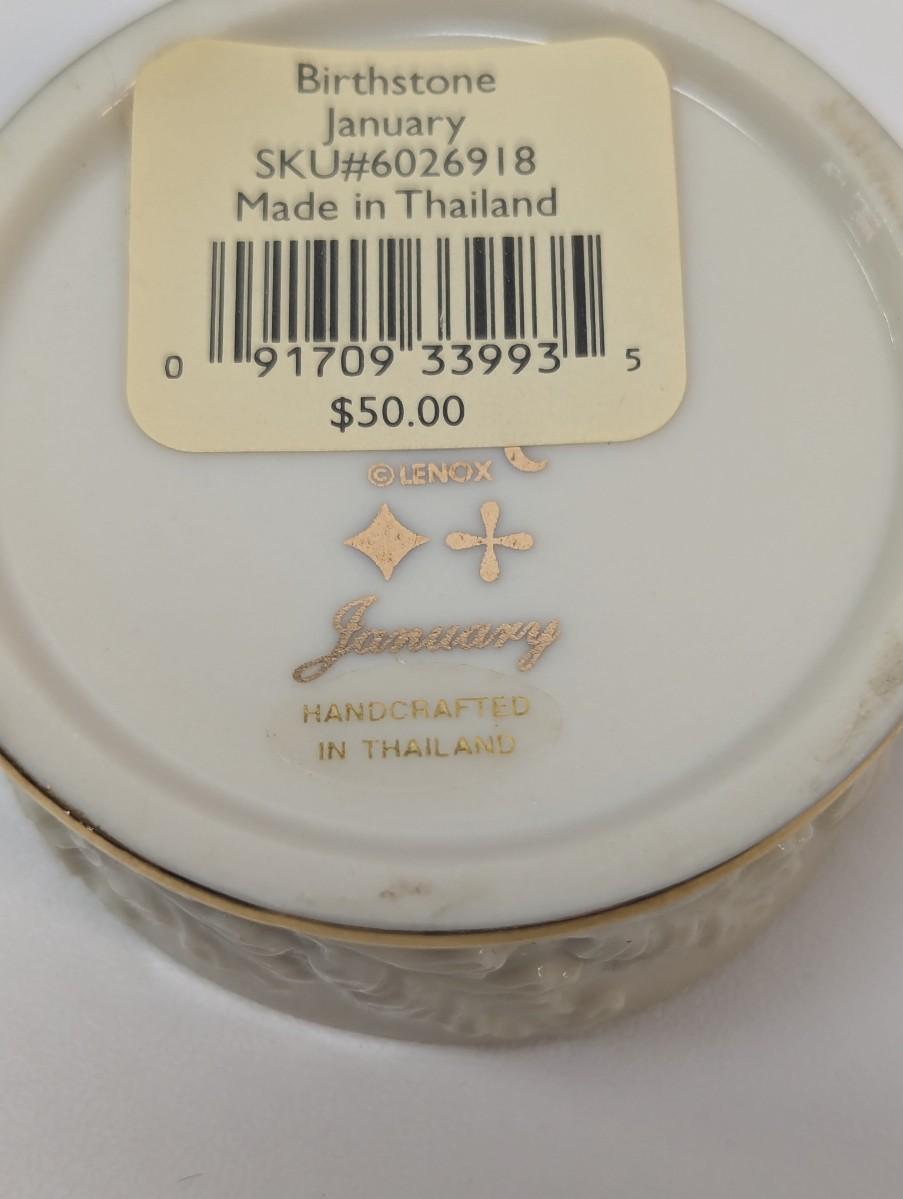 Birthstone
January
SKU#6026918
Made in Thailand
0 91709 33993 5
$50.00
© LENOX
January
HANDCRAFTED
IN THAILAND